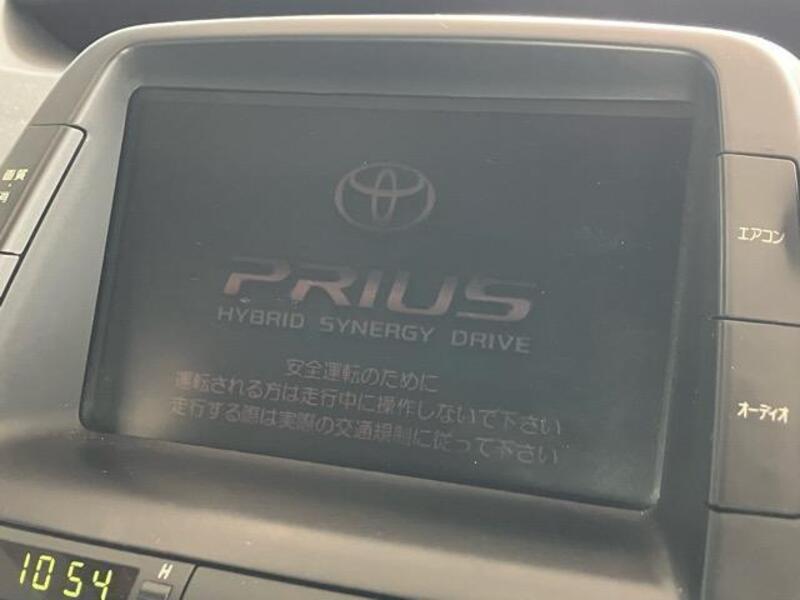 画質
消
エアコン
PRIUS
HYBRID SYNERGY DRIVE
安全運転のために
運転される方は走行中に操作しないで下さい
走行する際は実際の交通規制に従って下さい
オーディオ
1054
H